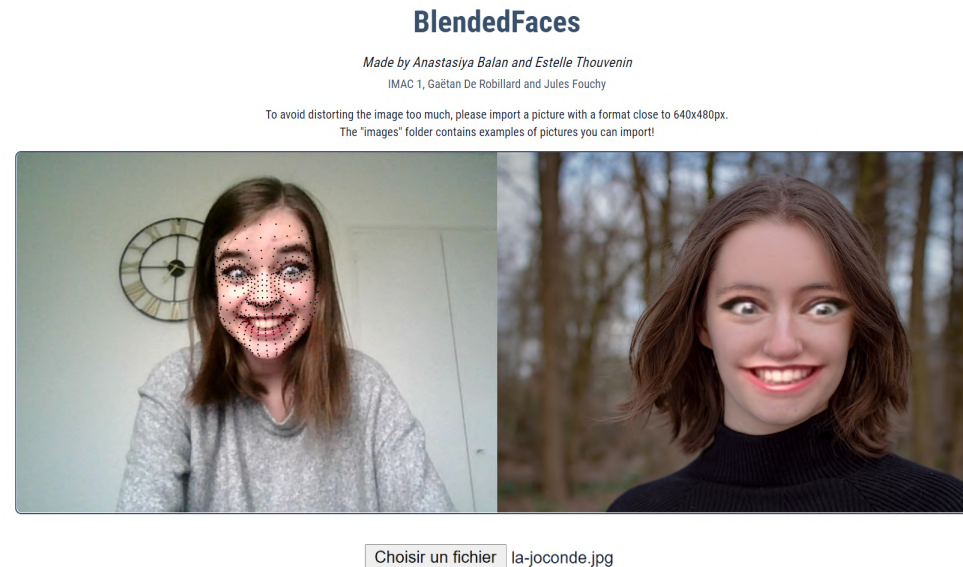 BlendedFaces
Made by Anastasiya Balan and Estelle Thouvenin
IMAC 1, Gaëtan De Robillard and Jules Fouchy
To avoid distorting the image too much, please import a picture with a format close to 640x480px.
The "images" folder contains examples of pictures you can import!
Choisir un fichier la-joconde.jpg